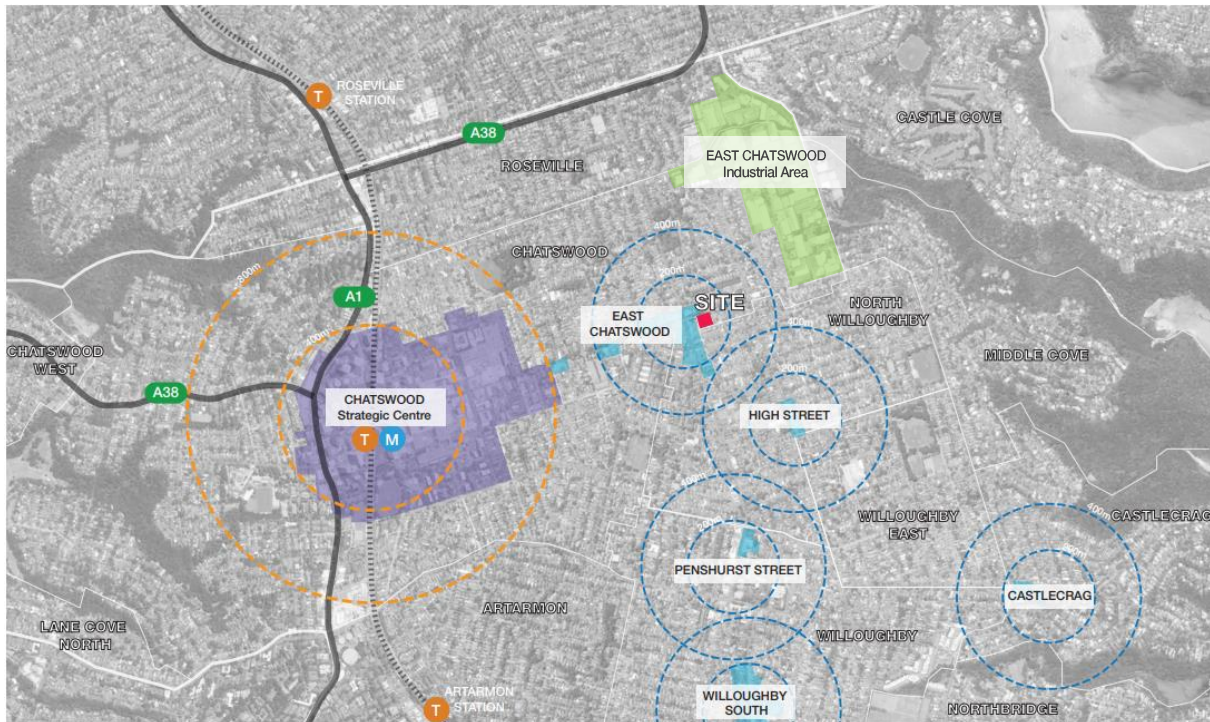 ROSEVILLE
STATION
T
A38
ROSEVILLE
CASTLE COVE
EAST CHATSWOOD
Industrial Area
CHATSWOOD
800m
400m
200m
A1
400m
SITE
EAST
CHATSWOOD
NORTH
WILLOUGHBY
400m
200m
CHATSWOOD
WEST
A38
MIDDLE COVE
CHATSWOOD
Strategic Centre
T
M
HIGH STREET
400m
CASTLECRAG
WILLOUGHBY
EAST
PENSHURST STREET
CASTLECRAG
ARTARMON
LANE COVE
NORTH
WILLOUGHBY
ARTARMON
STATION
T
WILLOUGHBY
SOUTH
NORTHBRIDGE